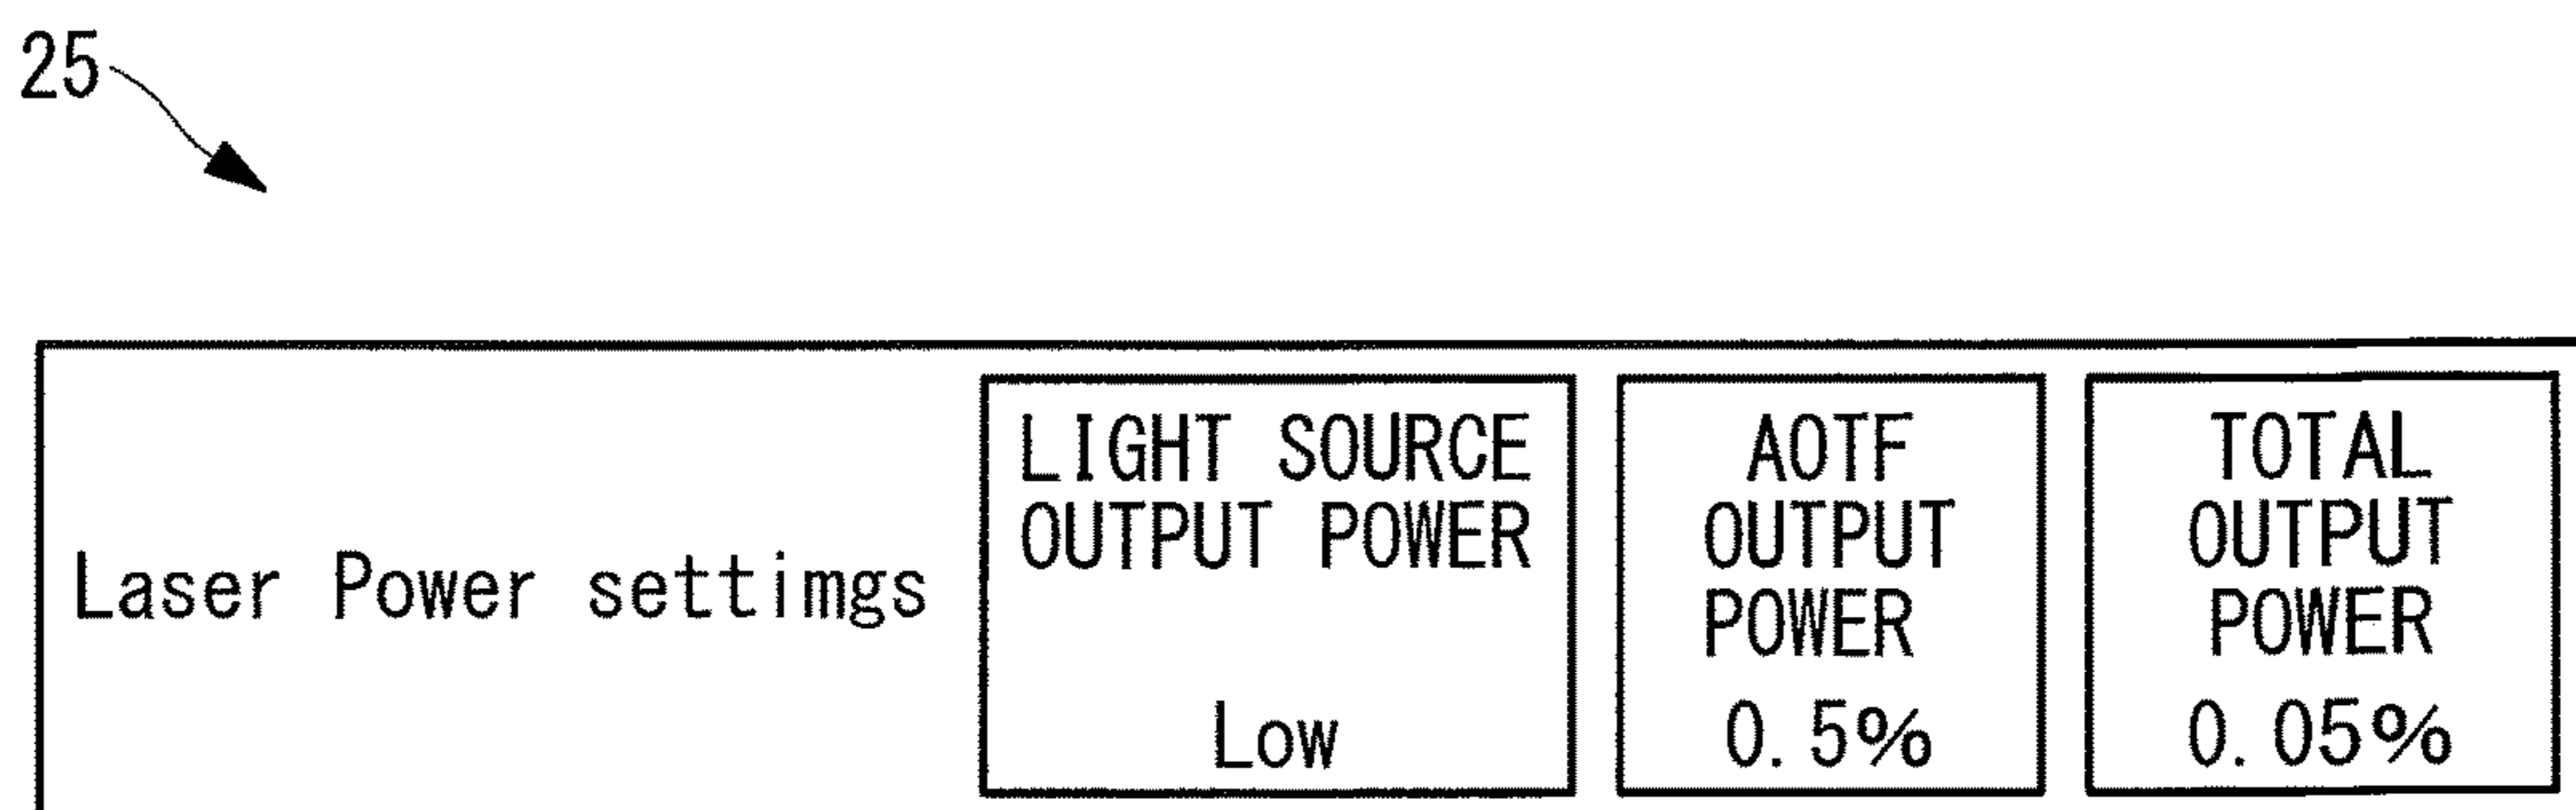 25
Laser Power settimgs
LIGHT SOURCE
OUTPUT POWER
Low
AOTF
OUTPUT
POWER
0.5%
TOTAL
OUTPUT
POWER
0.05%